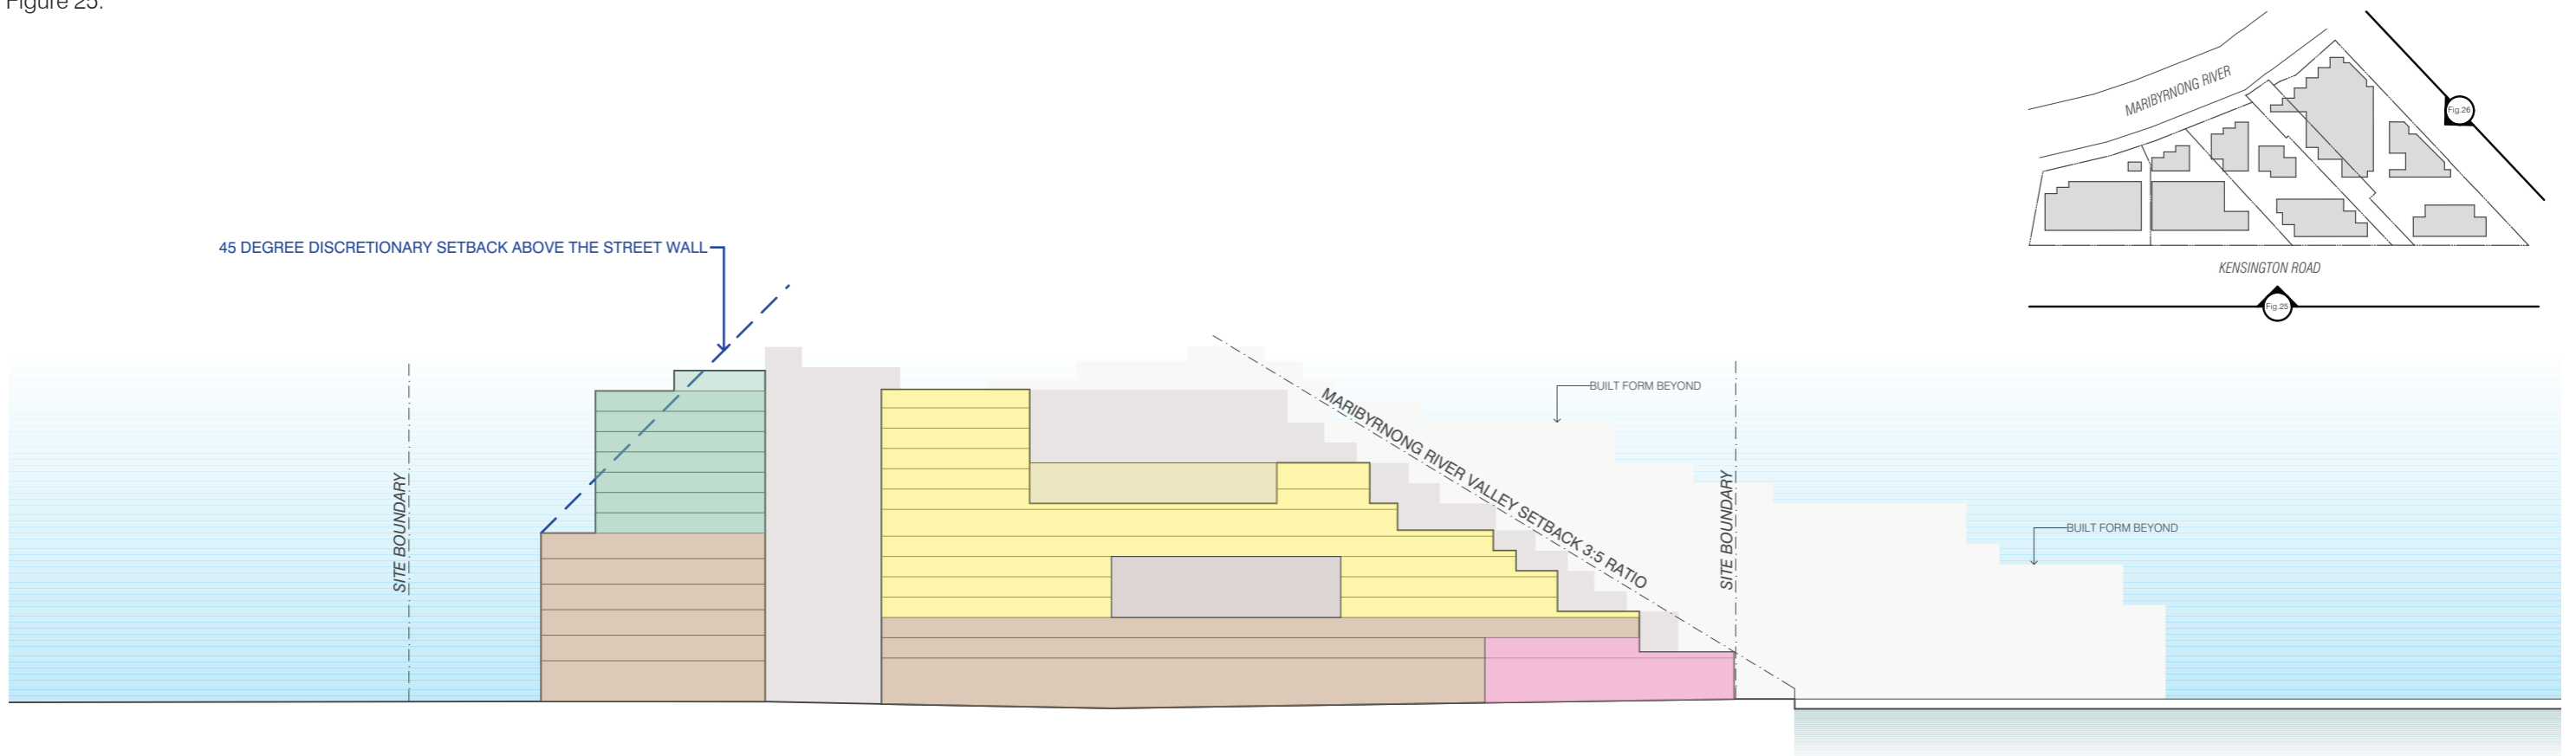 Figure 25.
MARIBYRNONG RIVER
Fig.26
KENSINGTON ROAD
Fig.25
45 DEGREE DISCRETIONARY SETBACK ABOVE THE STREET WALL
BUILT FORM BEYOND
MARIBYRNONG RIVER VALLEY SETBACK 3:5 RATIO
SITE BOUNDARY
SITE BOUNDARY
BUILT FORM BEYOND